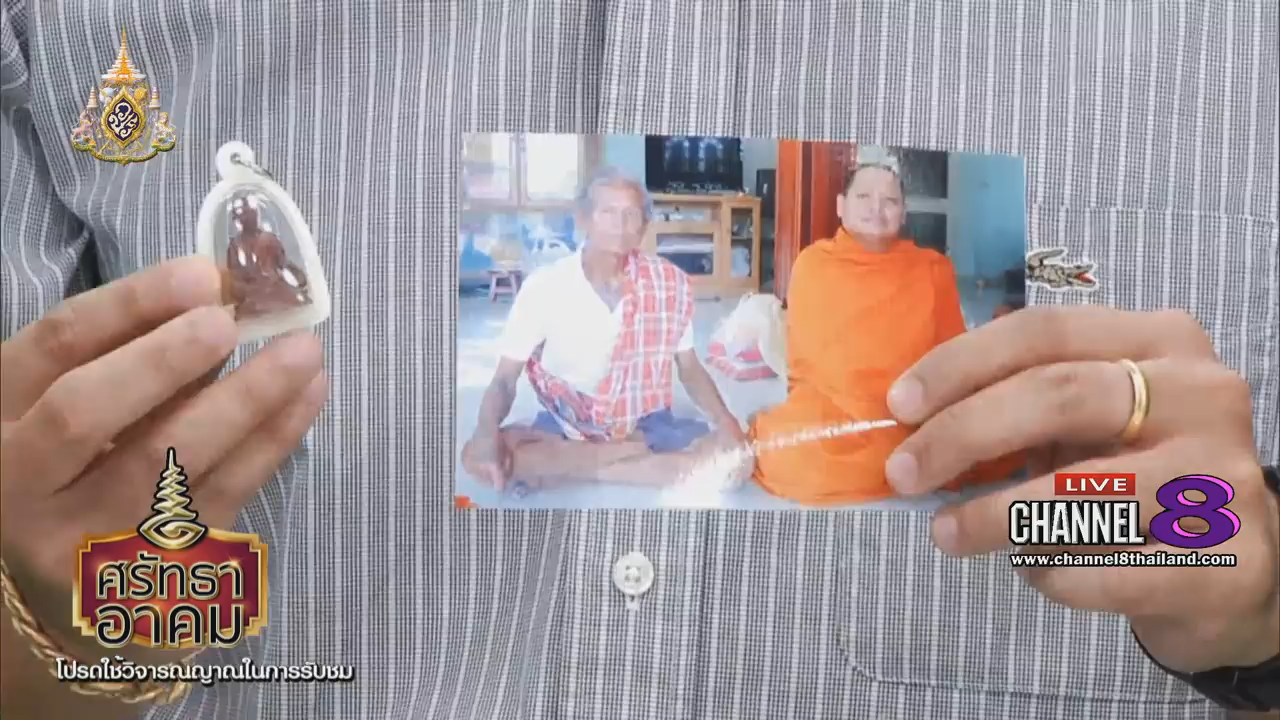 ศรัทธา
อาคม
โปรดใช้วิจารณญาณในการรับชม
LIVE
CHANNEL 8
www.channel8thailand.com